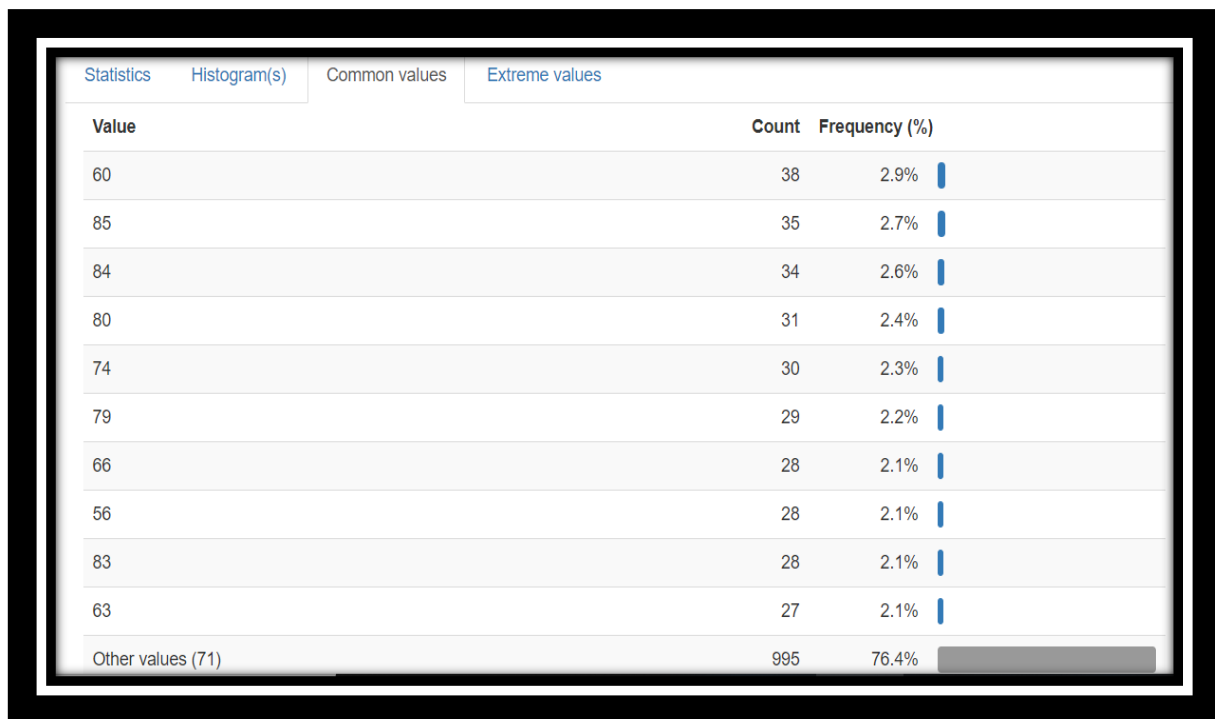 Statistics Histogram(s) Common values Extreme values
Value Count Frequency (%)
60 38 2.9%
85 35 2.7%
84 34 2.6%
80 31 2.4%
74 30 2.3%
79 29 2.2%
66 28 2.1%
56 28 2.1%
83 28 2.1%
63 27 2.1%
Other values (71) 995 76.4%